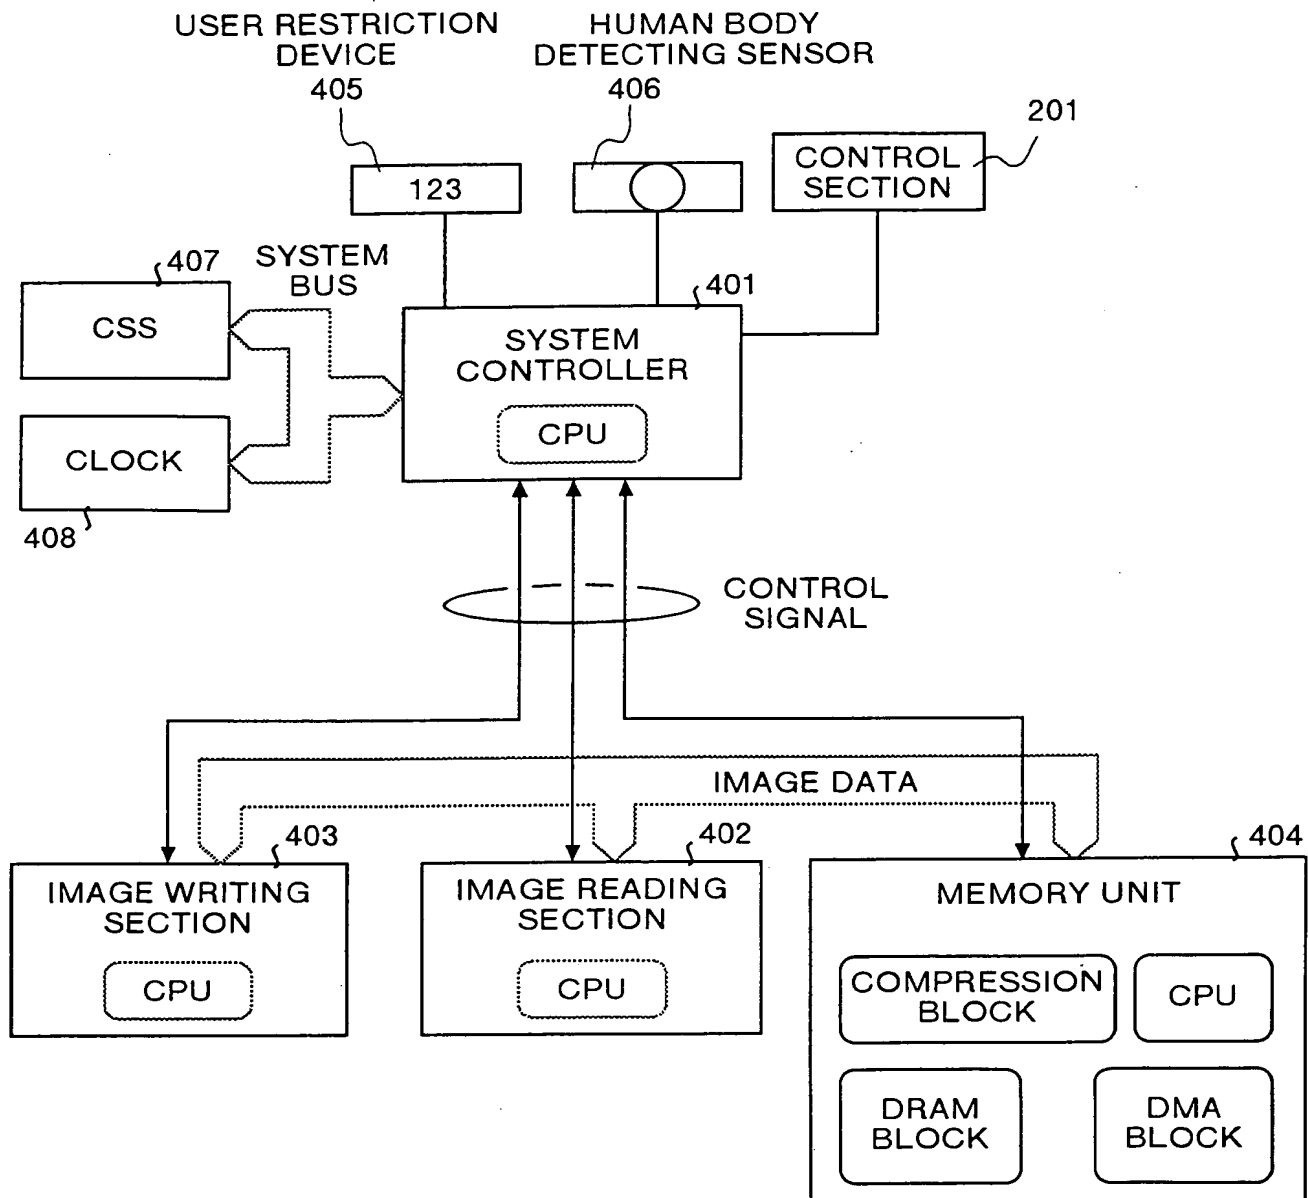 USER RESTRICTION
DEVICE
405
HUMAN BODY
DETECTING SENSOR
406
201
123
CONTROL
SECTION
407
SYSTEM
BUS
401
CSS
SYSTEM
CONTROLLER
CPU
CLOCK
408
CONTROL
SIGNAL
IMAGE DATA
403
402
404
IMAGE WRITING
SECTION
CPU
IMAGE READING
SECTION
CPU
MEMORY UNIT
COMPRESSION
BLOCK
CPU
DRAM
BLOCK
DMA
BLOCK